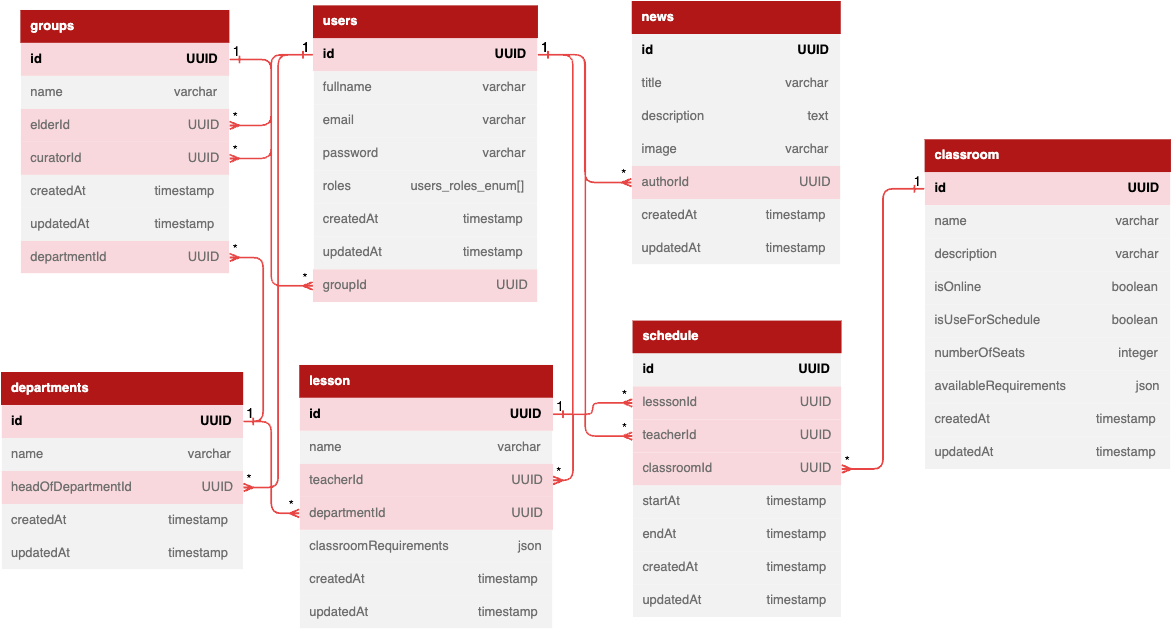 groups
id UUID
name varchar
elderId UUID
curatorId UUID
createdAt timestamp
updatedAt timestamp
departmentId UUID
1
*
*
*
users
id UUID
fullname varchar
email varchar
password varchar
roles users_roles_enum[]
createdAt timestamp
updatedAt timestamp
groupId UUID
1
1
*
news
id UUID
title varchar
description text
image varchar
authorId UUID
createdAt timestamp
updatedAt timestamp
*
classroom
id UUID
name varchar
description varchar
isOnline boolean
isUseForSchedule boolean
numberOfSeats integer
availableRequirements json
createdAt timestamp
updatedAt timestamp
1
departments
id UUID
name varchar
headOfDepartmentId UUID
createdAt timestamp
updatedAt timestamp
1
*
lesson
id UUID
name varchar
teacherId UUID
departmentId UUID
classroomRequirements json
createdAt timestamp
updatedAt timestamp
1
*
*
schedule
id UUID
lesssonId UUID
teacherId UUID
classroomId UUID
startAt timestamp
endAt timestamp
createdAt timestamp
updatedAt timestamp
*
*
*